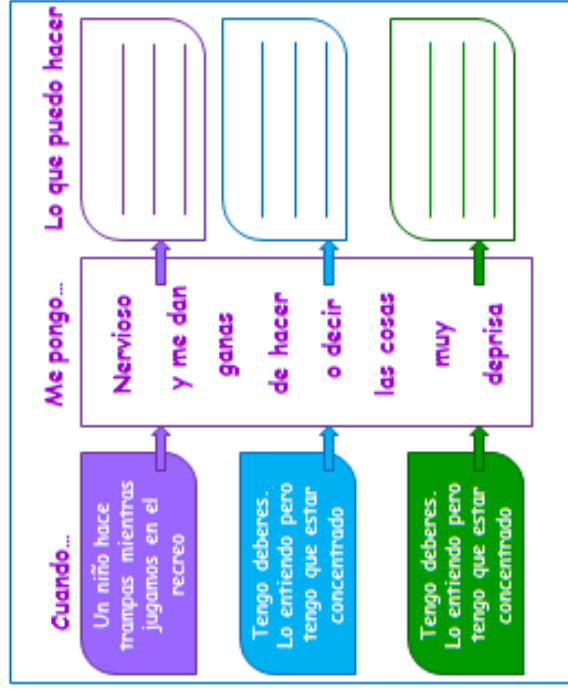 Cuando...
Me pongo...
Lo que puedo hacer
Un niño hace
trampas mientras
jugamos en el
recreo
Nervioso
y me dan
ganas
de hacer
o decir
las cosas
muy
deprisa
Tengo deberes.
Lo entiendo pero
tengo que estar
concentrado
Tengo deberes.
Lo entiendo pero
tengo que estar
concentrado